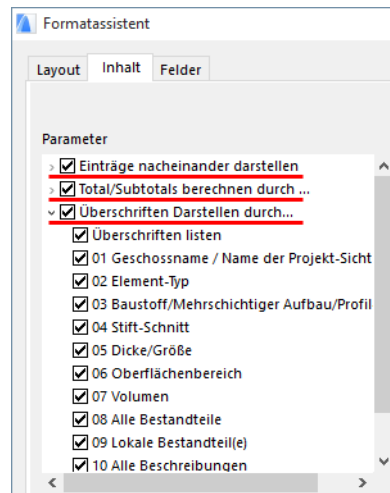 Formatassistent
Layout Inhalt Felder
Parameter
Einträge nacheinander darstellen
Total/Subtotals berechnen durch ...
Überschriften Darstellen durch...
Überschriften listen
01 Geschossname / Name der Projekt-Sicht
02 Element-Typ
03 Baustoff/Mehrschichtiger Aufbau/Profil
04 Stift-Schnitt
05 Dicke/Größe
06 Oberflächenbereich
07 Volumen
08 Alle Bestandteile
09 Lokale Bestandteil(e)
10 Alle Beschreibungen